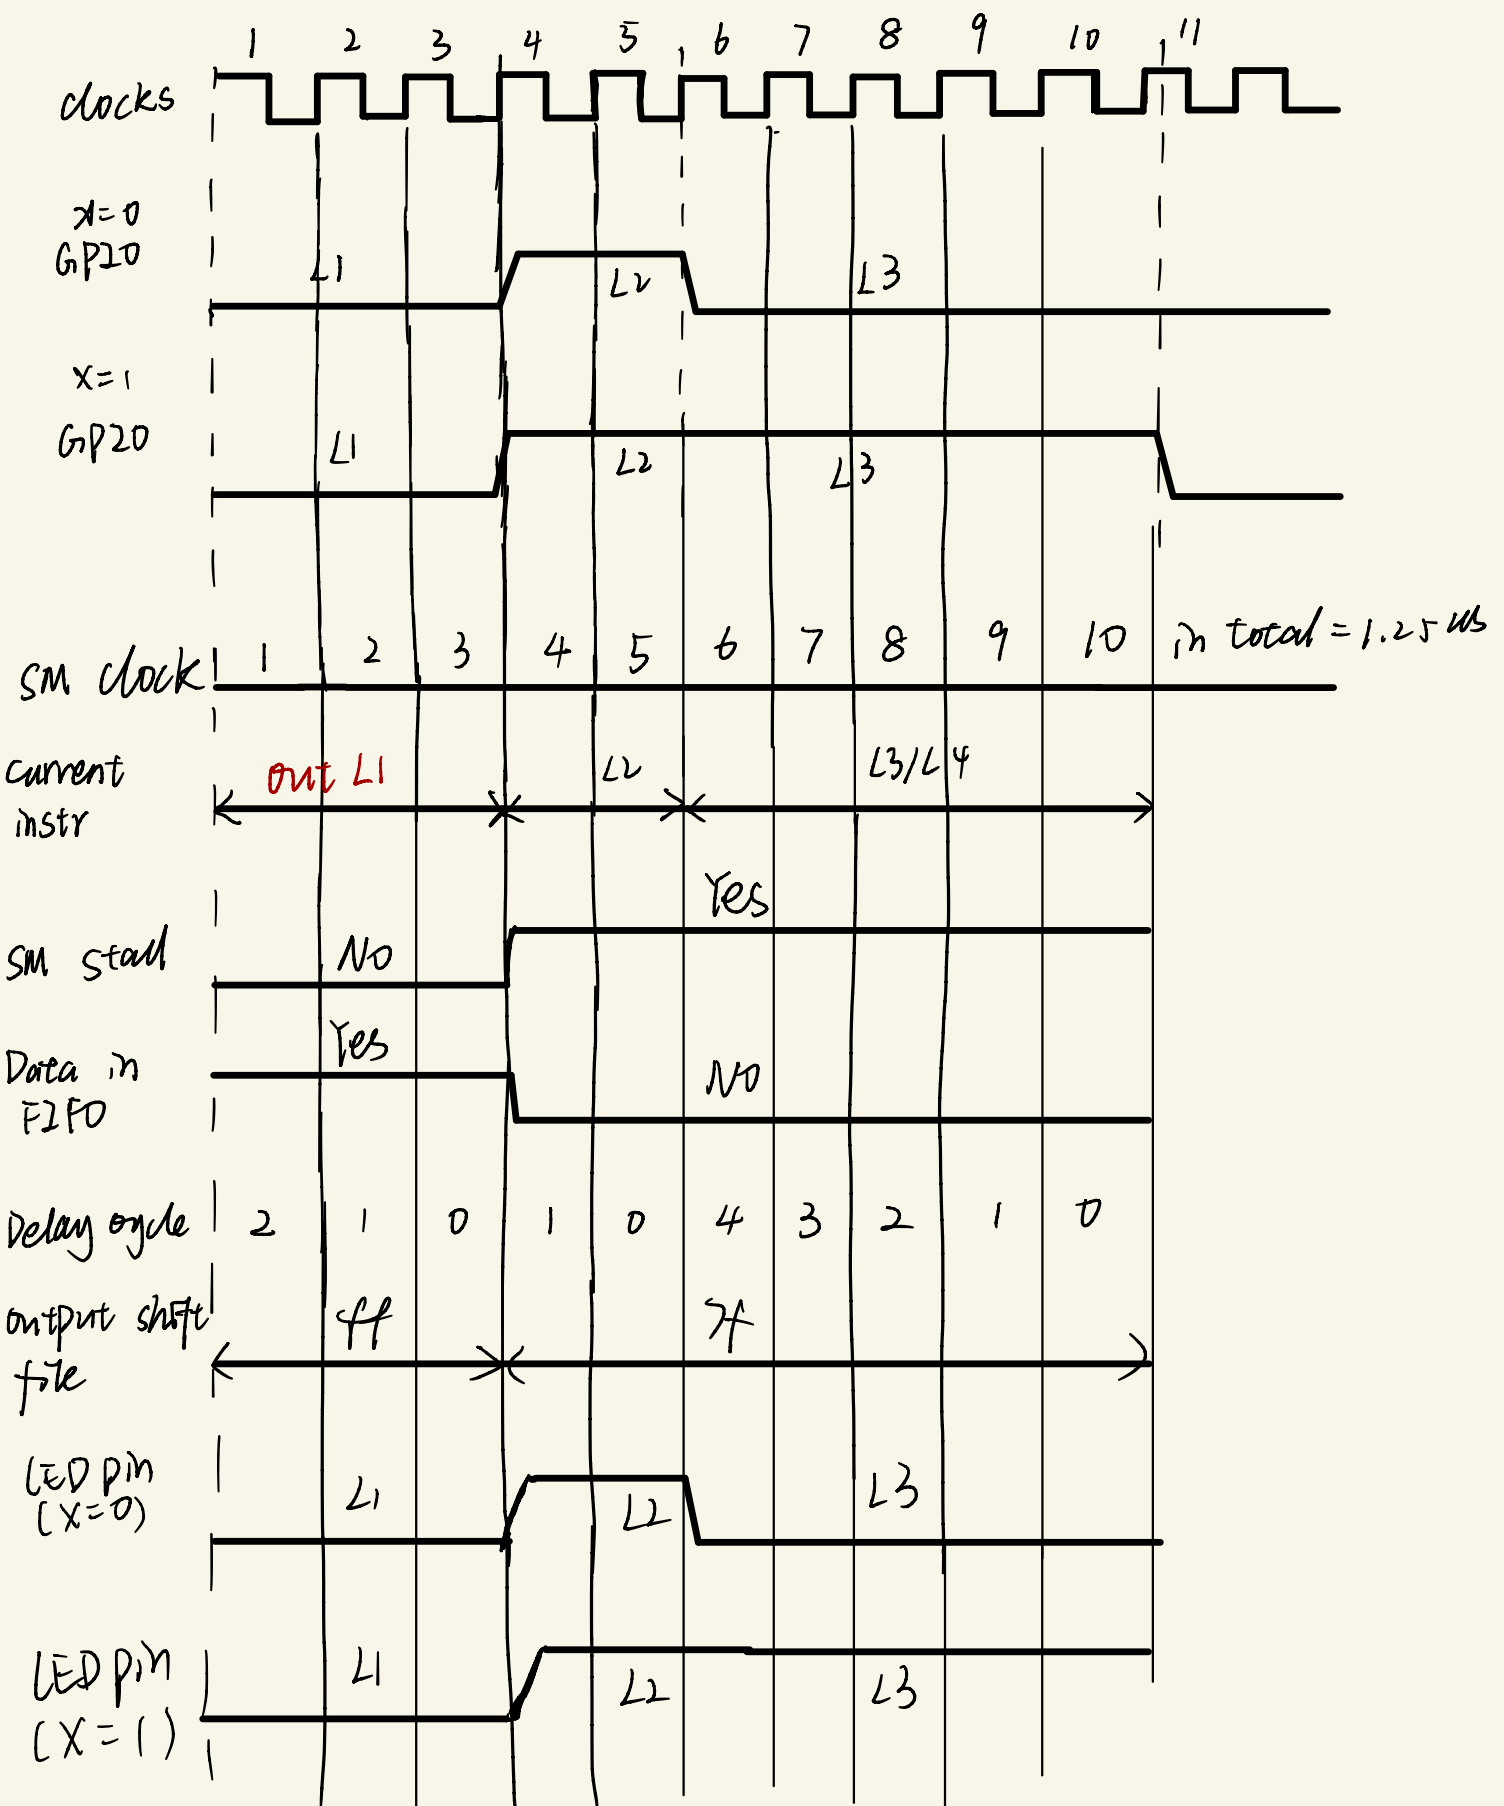 1 2 3 4 5 6 7 8 9 10 11
clocks
x=0
GPIO
L1 L2 L3
x=1
GPIO
L1 L2 L3
SM clock 1 2 3 4 5 6 7 8 9 10 in total = 1.25 us
current
instr
out L1 L2 L3/L4
SM stall No Yes
Data in
FIFO
Yes No
Delay cycle 2 1 0 1 0 4 3 2 1 0
output shift
file
ff 7f
LED pin
(X=0)
L1 L2 L3
LED pin
(X=1)
L1 L2 L3